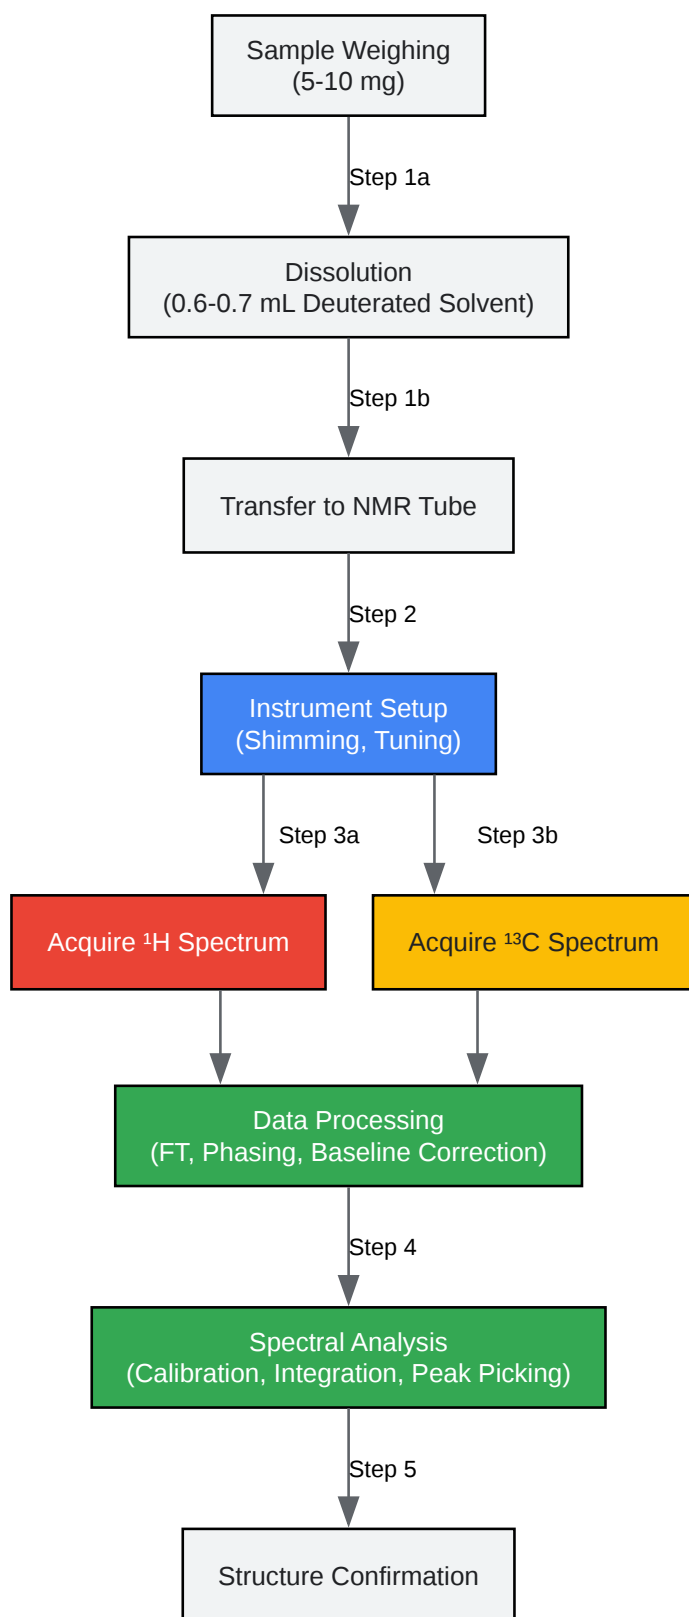 Sample Weighing
(5-10 mg)
Step 1a
Dissolution
(0.6-0.7 mL Deuterated Solvent)
Step 1b
Transfer to NMR Tube
Step 2
Instrument Setup
(Shimming, Tuning)
Step 3a
Step 3b
Acquire ¹H Spectrum
Acquire ¹³C Spectrum
Data Processing
(FT, Phasing, Baseline Correction)
Step 4
Spectral Analysis
(Calibration, Integration, Peak Picking)
Step 5
Structure Confirmation